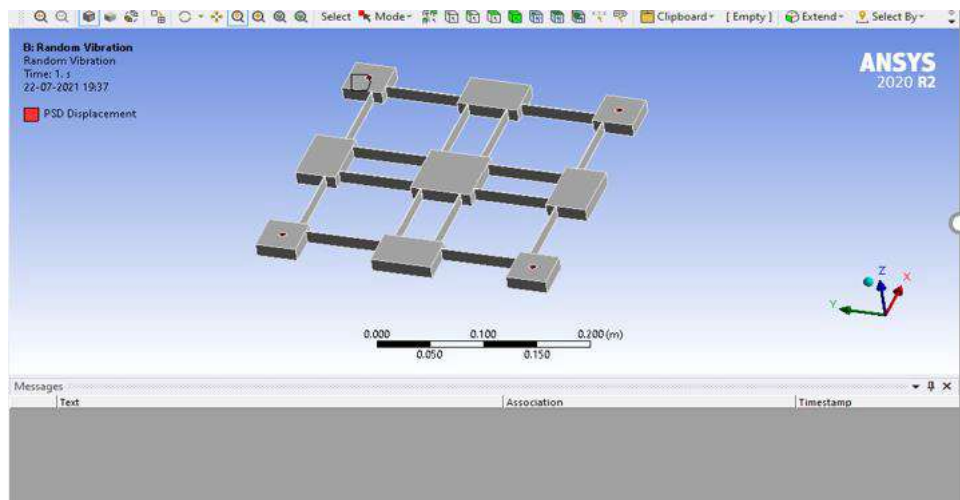 Select Mode Clipboard [Empty] Extend Select By
B: Random Vibration
Random Vibration
Time: 1. s
22-07-2021 19:37
PSD Displacement
ANSYS
2020 R2
Z
X
Y
0.000 0.100 0.200 (m)
0.050 0.150
Messages
Text Association Timestamp